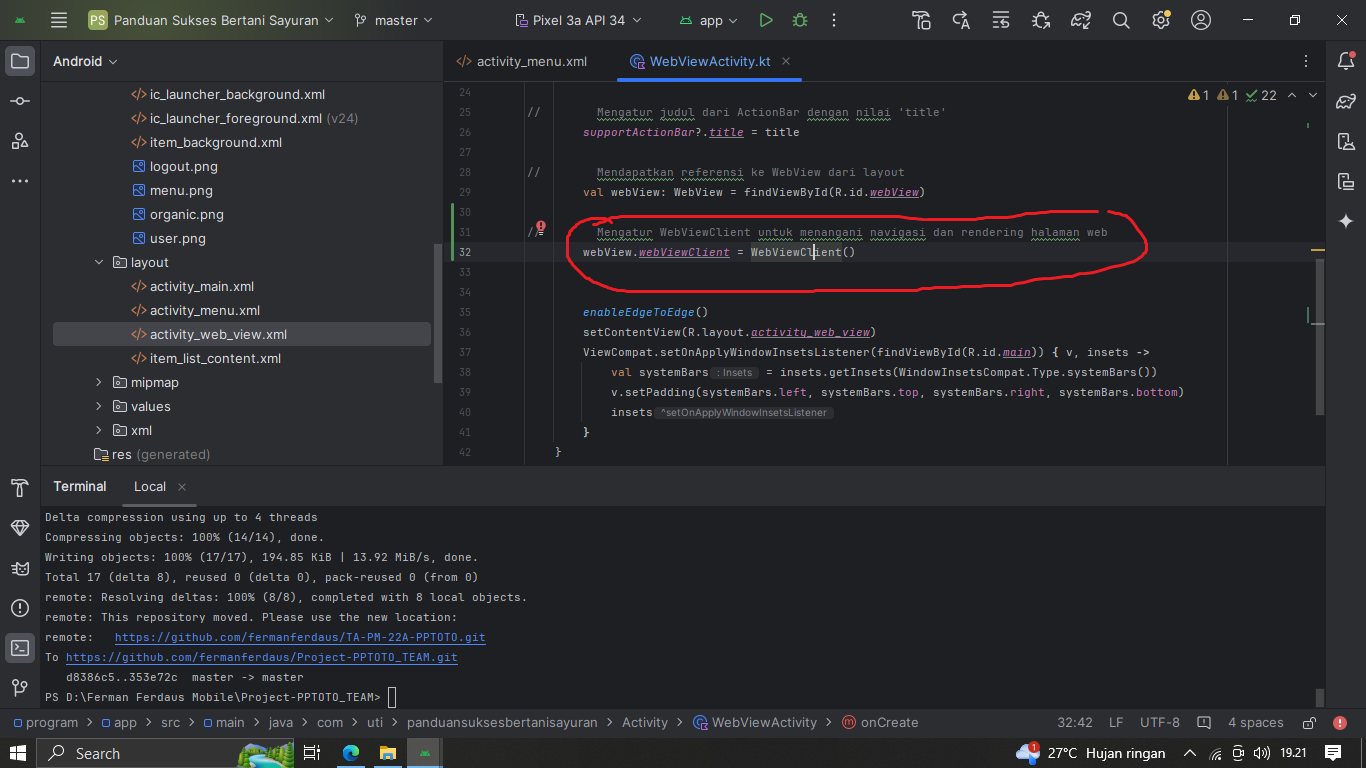 PS Panduan Sukses Bertani Sayuran master Pixel 3a API 34 app
Android
activity_menu.xml WebViewActivity.kt
ic_launcher_background.xml
ic_launcher_foreground.xml (v24)
item_background.xml
logout.png
menu.png
organic.png
user.png
layout
activity_main.xml
activity_menu.xml
activity_web_view.xml
item_list_content.xml
mipmap
values
xml
res (generated)
1 1 22
24
25 // Mengatur judul dari ActionBar dengan nilai 'title'
26 supportActionBar?.title = title
27
28 // Mendapatkan referensi ke WebView dari layout
29 val webView: WebView = findViewById(R.id.webView)
30
31 // Mengatur WebViewClient untuk menangani navigasi dan rendering halaman web
32 webView.webViewClient = WebViewClient()
33
34
35 enableEdgeToEdge()
36 setContentView(R.layout.activity_web_view)
37 ViewCompat.setOnApplyWindowInsetsListener(findViewById(R.id.main)) { v, insets ->
38 val systemBars : Insets = insets.getInsets(WindowInsetsCompat.Type.systemBars())
39 v.setPadding(systemBars.left, systemBars.top, systemBars.right, systemBars.bottom)
40 insets ^setOnApplyWindowInsetsListener
41 }
42 }
Terminal Local
Delta compression using up to 4 threads
Compressing objects: 100% (14/14), done.
Writing objects: 100% (17/17), 194.85 KiB | 13.92 MiB/s, done.
Total 17 (delta 8), reused 0 (delta 0), pack-reused 0 (from 0)
remote: Resolving deltas: 100% (8/8), completed with 8 local objects.
remote: This repository moved. Please use the new location:
remote: https://github.com/fermanferdaus/TA-PM-22A-PPTOTO.git
To https://github.com/fermanferdaus/Project-PPTOTO_TEAM.git
d8386c5..353e72c master -> master
PS D:\Ferman Ferdaus Mobile\Project-PPTOTO_TEAM>
program > app > src > main > java > com > uti > panduansuksesbertanisayuran > Activity > WebViewActivity > onCreate 32:42 LF UTF-8 4 spaces
Search 1 27°C Hujan ringan 19.21